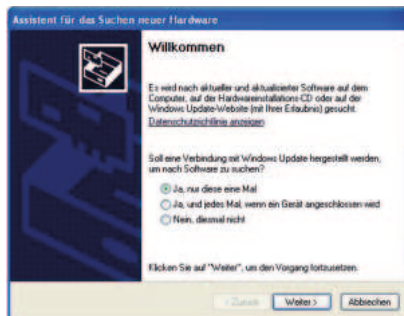 Assistent für das Suchen neuer Hardware
Willkommen
Es wird nach aktueller und aktualisierter Software auf dem
Computer, auf der Hardwareinstallations-CD oder auf der
Windows Update-Website (mit Ihrer Erlaubnis) gesucht.
Datenschutzrichtlinie anzeigen
Soll eine Verbindung mit Windows Update hergestellt werden,
um nach Software zu suchen?
Ja, nur diese eine Mal
Ja, und jedes Mal, wenn ein Gerät angeschlossen wird
Nein, diesmal nicht
Klicken Sie auf "Weiter", um den Vorgang fortzusetzen.
< Zurück Weiter > Abbrechen